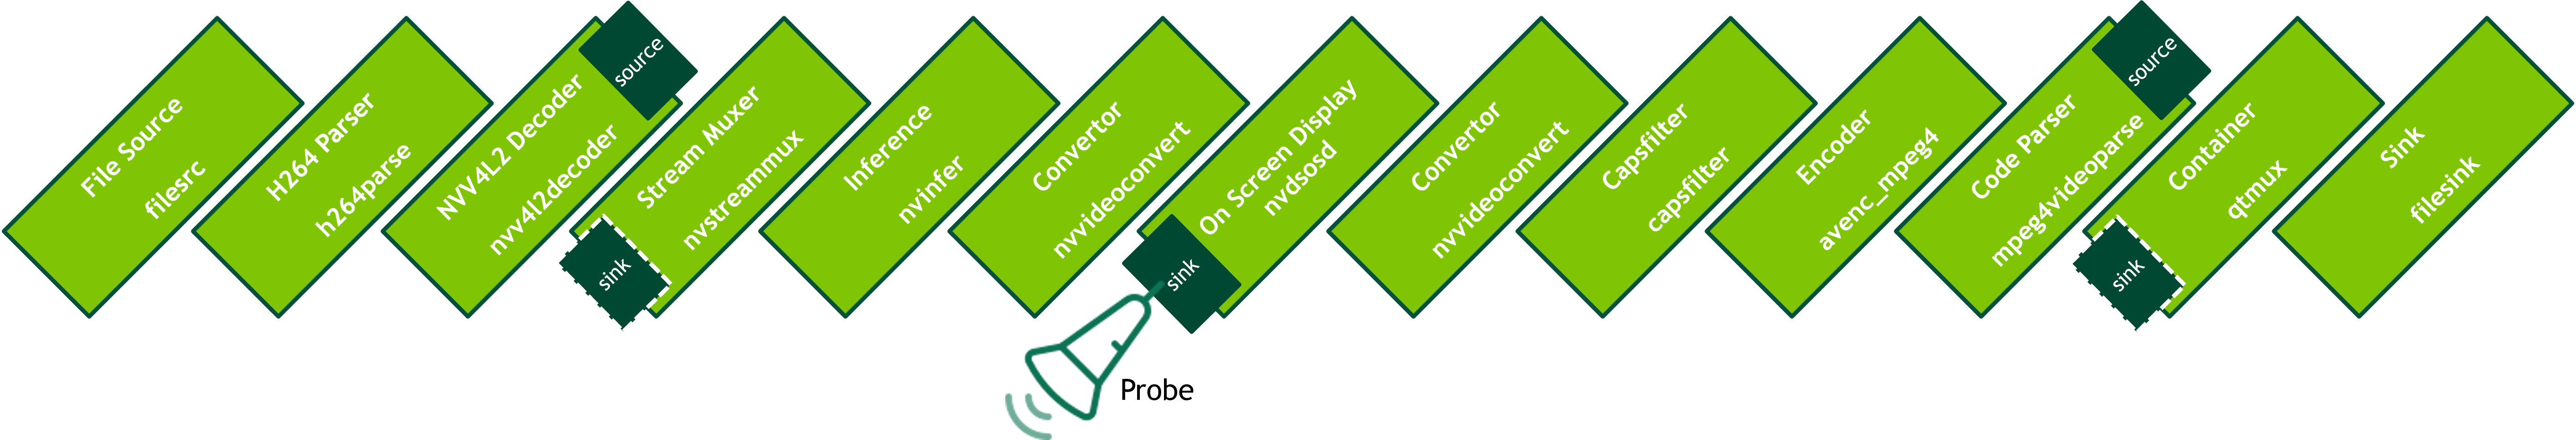 File Source
filesrc
H264 Parser
h264parse
NVV4L2 Decoder
nvv4l2decoder
source
sink
Stream Muxer
nvstreammux
Inference
nvinfer
Convertor
nvvideoconvert
sink
On Screen Display
nvdsosd
Probe
Convertor
nvvideoconvert
Capsfilter
capsfilter
Encoder
avenc_mpeg4
Code Parser
mpeg4videoparse
source
sink
Container
qtmux
Sink
filesink